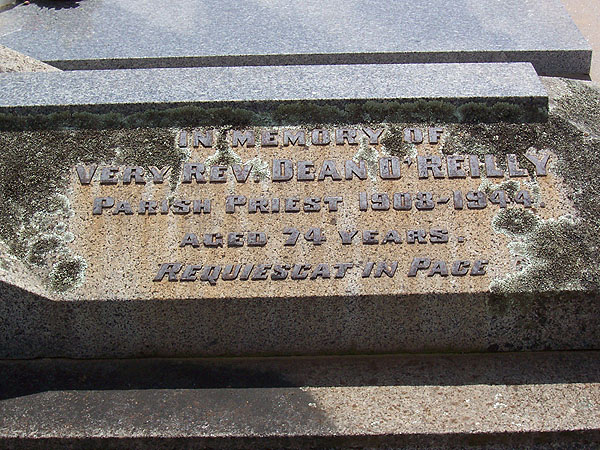 IN MEMORY OF
VERY REV. DEAN O'REILLY
PARISH PRIEST 1908-1944
AGED 74 YEARS.
REQUIESCAT IN PACE